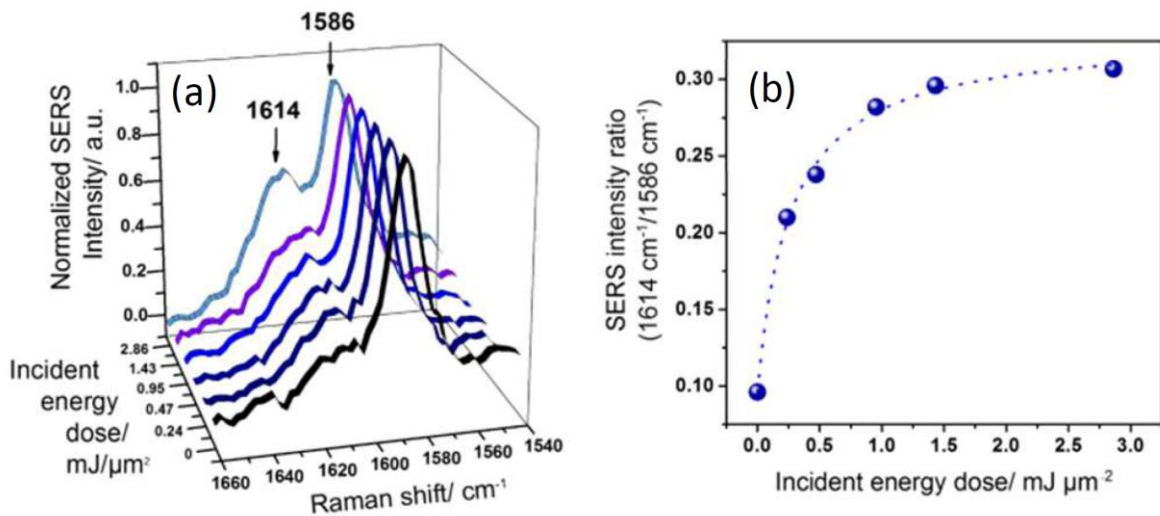 (a)
1586
1614
Normalized SERS
Intensity/ a.u.
1.0
0.8
0.6
0.4
0.2
0.0
Incident
energy
dose/
mJ/μm²
2.86
1.43
0.95
0.47
0.24
0
1660
1640
1620
1600
1580
1560
1540
Raman shift/ cm⁻¹
(b)
SERS intensity ratio
(1614 cm⁻¹/1586 cm⁻¹)
0.30
0.25
0.20
0.15
0.10
0.0
0.5
1.0
1.5
2.0
2.5
3.0
Incident energy dose/ mJ μm⁻²